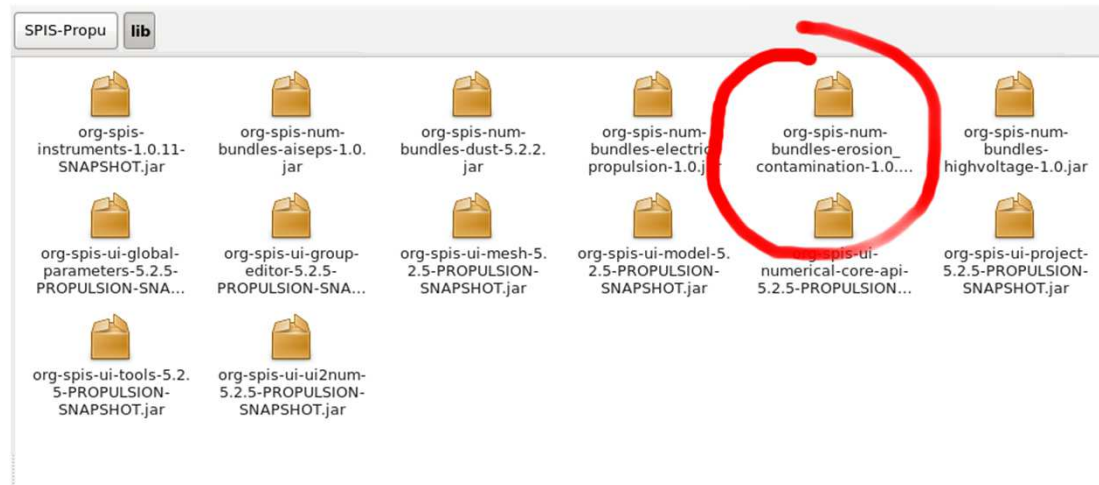 SPIS-Propu lib
org-spis-
instruments-1.0.11-
SNAPSHOT.jar
org-spis-num-
bundles-aiseps-1.0.
jar
org-spis-num-
bundles-dust-5.2.2.
jar
org-spis-num-
bundles-electric
propulsion-1.0.jar
org-spis-num-
bundles-erosion_
contamination-1.0....
org-spis-num-
bundles-
highvoltage-1.0.jar
org-spis-ui-global-
parameters-5.2.5-
PROPULSION-SNA...
org-spis-ui-group-
editor-5.2.5-
PROPULSION-SNA...
org-spis-ui-mesh-5.
2.5-PROPULSION-
SNAPSHOT.jar
org-spis-ui-model-5.
2.5-PROPULSION-
SNAPSHOT.jar
org-spis-ui-
numerical-core-api-
5.2.5-PROPULSION...
org-spis-ui-project-
5.2.5-PROPULSION-
SNAPSHOT.jar
org-spis-ui-tools-5.2.
5-PROPULSION-
SNAPSHOT.jar
org-spis-ui-ui2num-
5.2.5-PROPULSION-
SNAPSHOT.jar